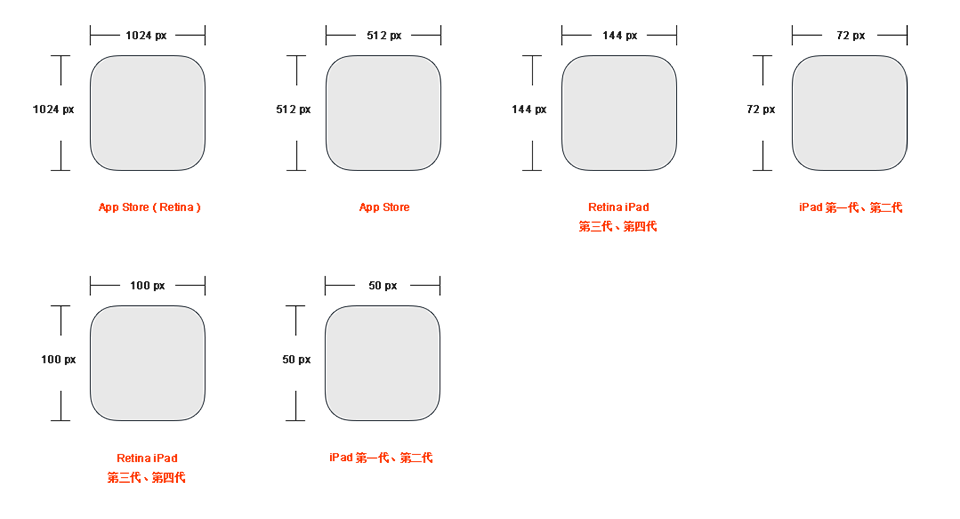 1024 px
512 px
144 px
72 px
1024 px
512 px
144 px
72 px
App Store ( Retina )
App Store
Retina iPad
第三代、第四代
iPad 第一代、第二代
100 px
50 px
100 px
50 px
Retina iPad
第三代、第四代
iPad 第一代、第二代